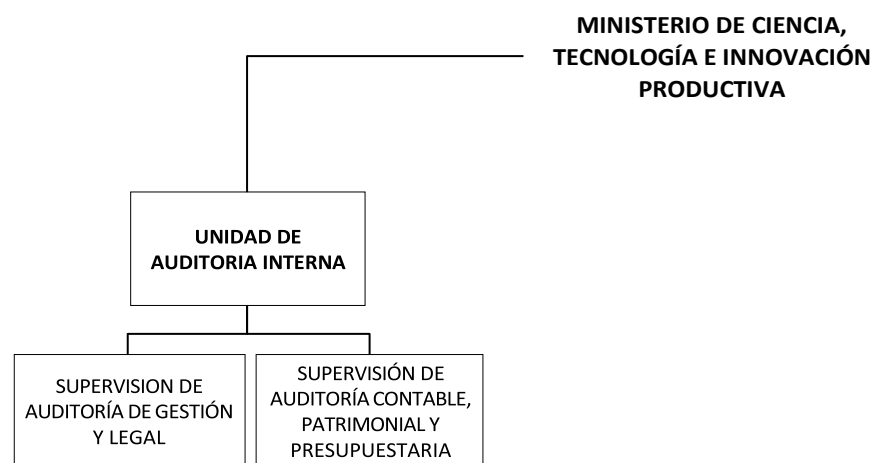 MINISTERIO DE CIENCIA,
TECNOLOGÍA E INNOVACIÓN
PRODUCTIVA
UNIDAD DE
AUDITORIA INTERNA
SUPERVISION DE
AUDITORÍA DE GESTIÓN
Y LEGAL
SUPERVISIÓN DE
AUDITORÍA CONTABLE,
PATRIMONIAL Y
PRESUPUESTARIA